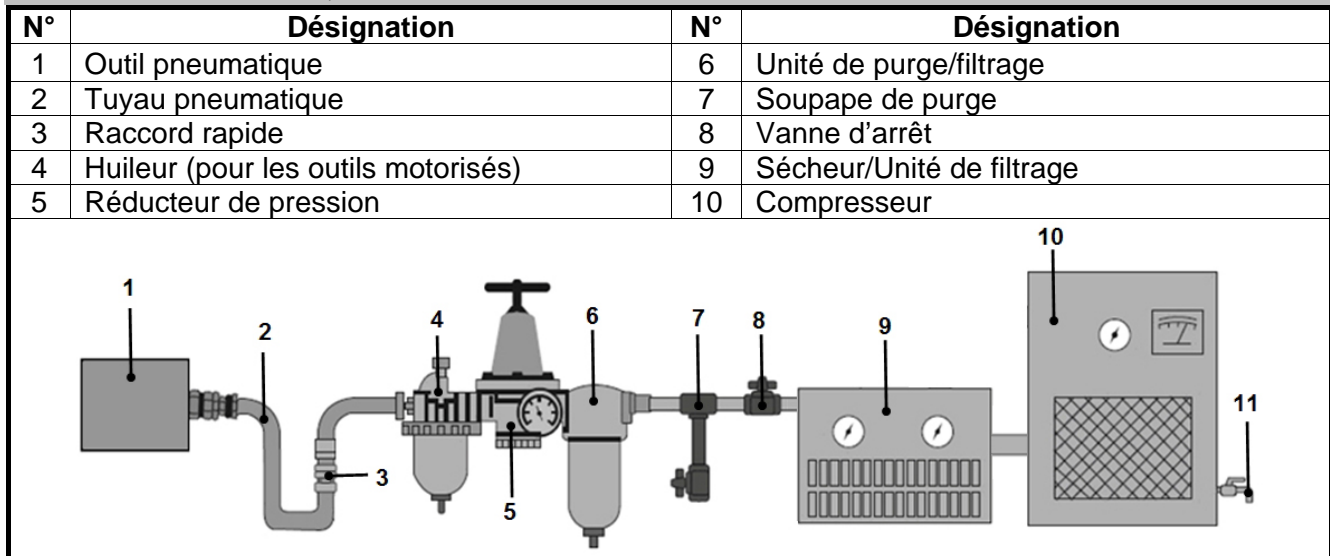 N° Désignation N° Désignation
1 Outil pneumatique 6 Unité de purge/filtrage
2 Tuyau pneumatique 7 Soupape de purge
3 Raccord rapide 8 Vanne d'arrêt
4 Huileur (pour les outils motorisés) 9 Sécheur/Unité de filtrage
5 Réducteur de pression 10 Compresseur
10
1
2
4
6
7
8
9
11
3
5